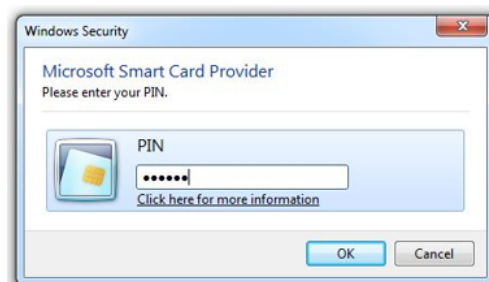 Windows Security
X
Microsoft Smart Card Provider
Please enter your PIN.
PIN
••••••
Click here for more information
OK
Cancel